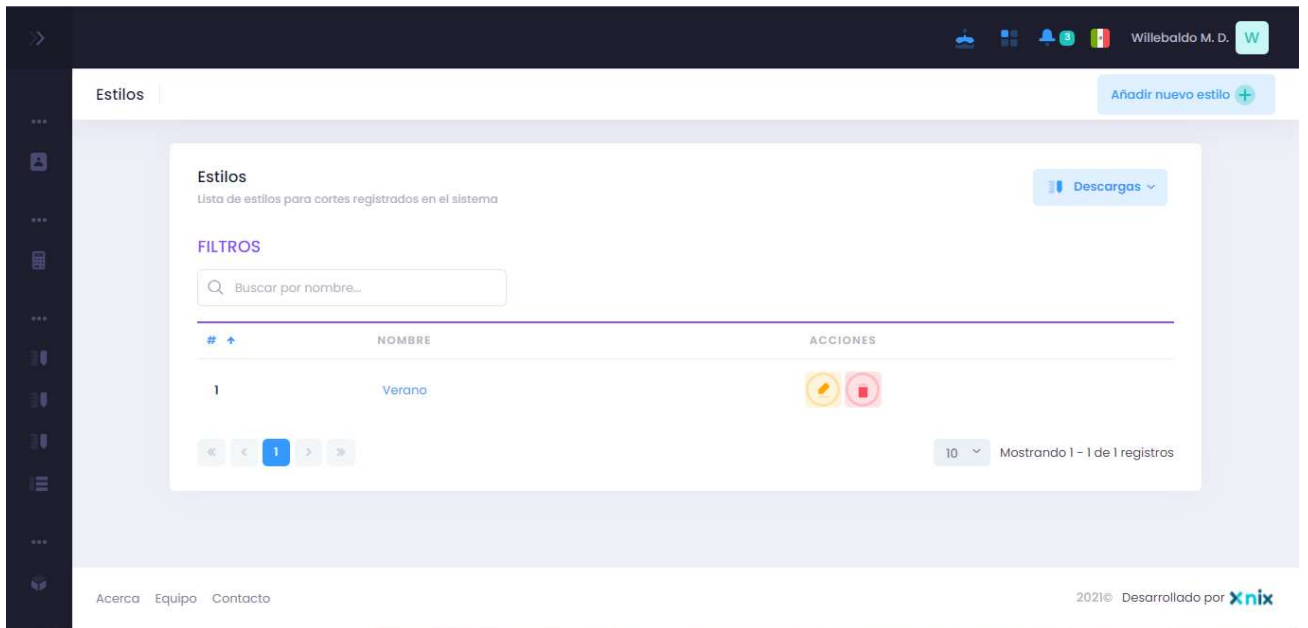 3 Willebaldo M. D. W
Estilos Añadir nuevo estilo
Estilos
Lista de estilos para cortes registrados en el sistema
Descargas
FILTROS
Buscar por nombre...
# NOMBRE ACCIONES
1 Verano
« < 1 > » 10 Mostrando 1 - 1 de 1 registros
Acerca Equipo Contacto 2021© Desarrollado por Xnix